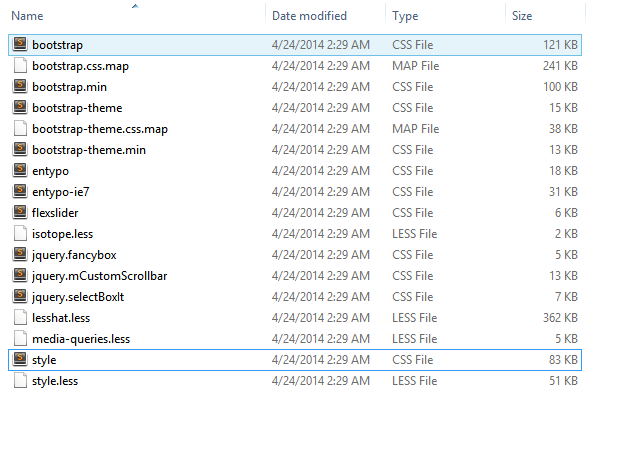 Name Date modified Type Size
bootstrap 4/24/2014 2:29 AM CSS File 121 KB
bootstrap.css.map 4/24/2014 2:29 AM MAP File 241 KB
bootstrap.min 4/24/2014 2:29 AM CSS File 100 KB
bootstrap-theme 4/24/2014 2:29 AM CSS File 15 KB
bootstrap-theme.css.map 4/24/2014 2:29 AM MAP File 38 KB
bootstrap-theme.min 4/24/2014 2:29 AM CSS File 13 KB
entypo 4/24/2014 2:29 AM CSS File 18 KB
entypo-ie7 4/24/2014 2:29 AM CSS File 31 KB
flexslider 4/24/2014 2:29 AM CSS File 6 KB
isotope.less 4/24/2014 2:29 AM LESS File 2 KB
jquery.fancybox 4/24/2014 2:29 AM CSS File 5 KB
jquery.mCustomScrollbar 4/24/2014 2:29 AM CSS File 13 KB
jquery.selectBoxIt 4/24/2014 2:29 AM CSS File 7 KB
lesshat.less 4/24/2014 2:29 AM LESS File 362 KB
media-queries.less 4/24/2014 2:29 AM LESS File 5 KB
style 4/24/2014 2:29 AM CSS File 83 KB
style.less 4/24/2014 2:29 AM LESS File 51 KB